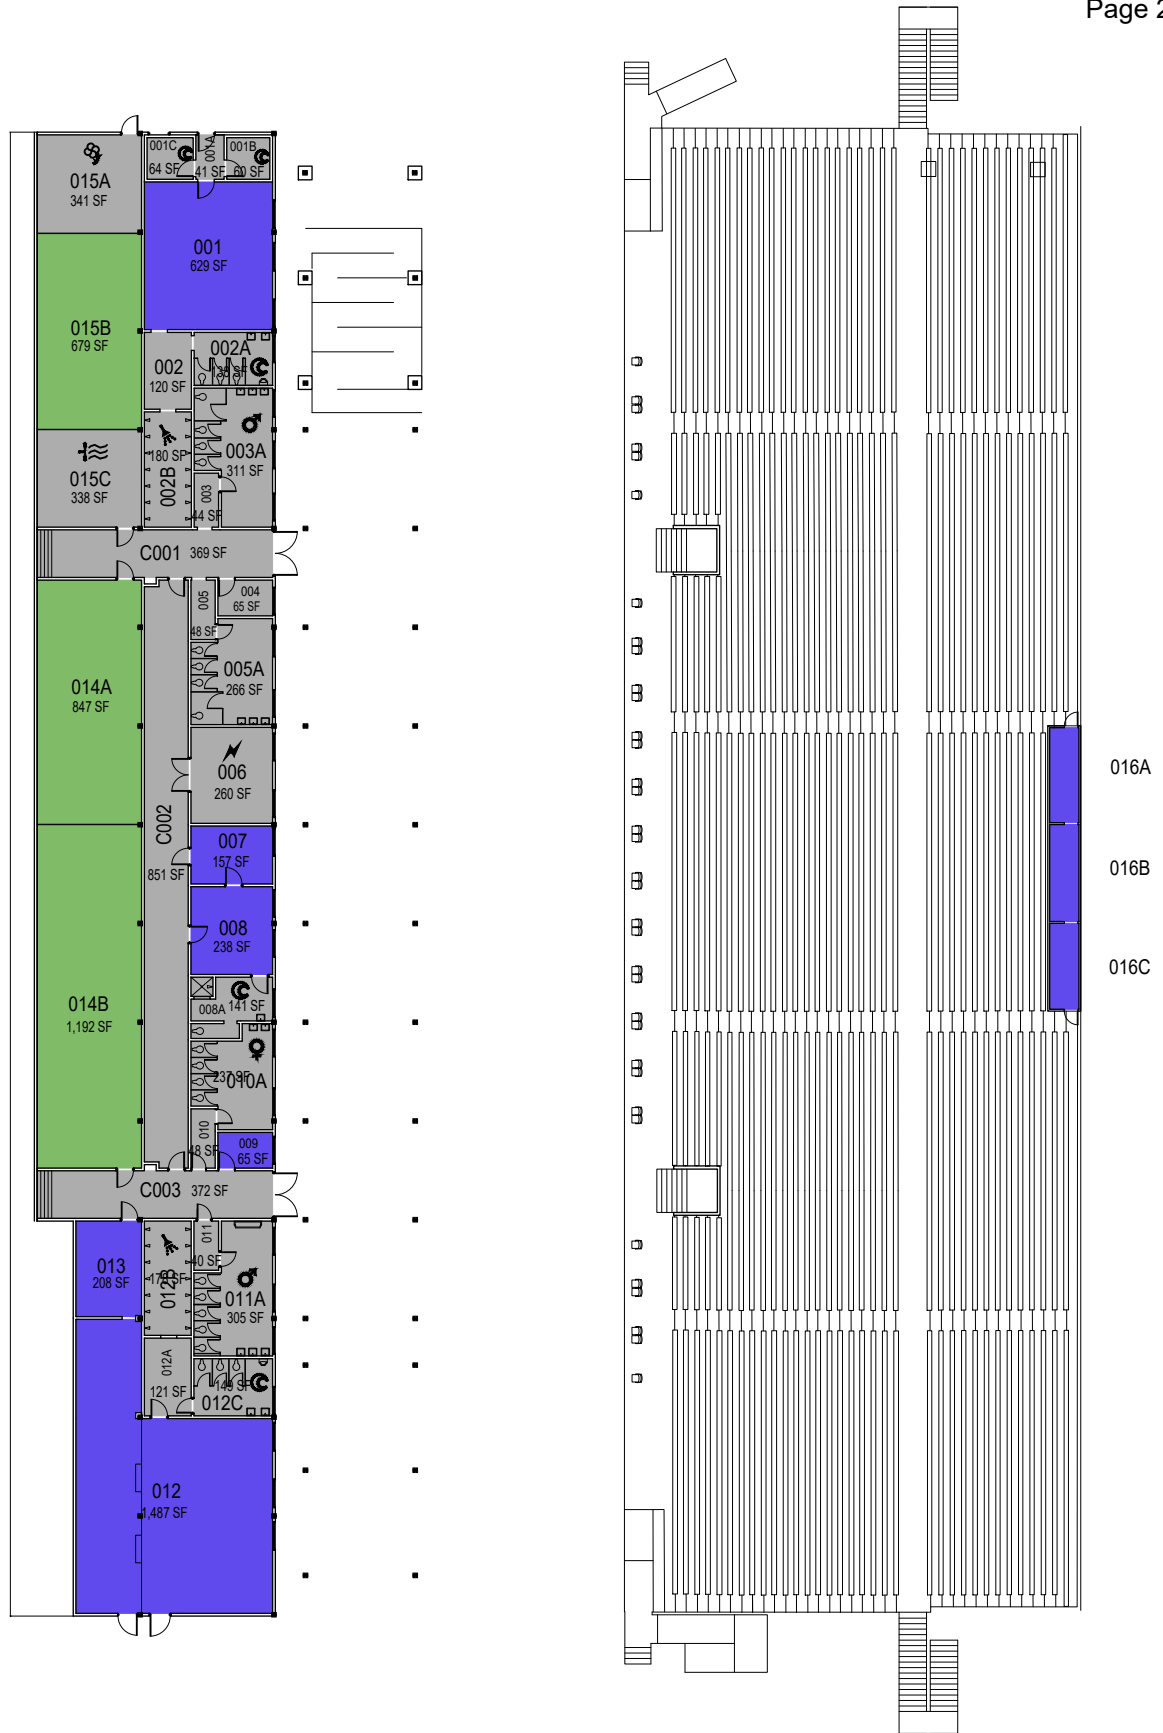 Page 2
001C
64 SF
001A
41 SF
001B
60 SF
015A
341 SF
001
629 SF
015B
679 SF
002A
138 SF
002
120 SF
003A
311 SF
180 SF
002B
015C
338 SF
003
44 SF
C001 369 SF
004
65 SF
005
48 SF
005A
266 SF
014A
847 SF
006
260 SF
016A
C002
851 SF
007
157 SF
016B
008
238 SF
016C
014B
1,192 SF
008A
141 SF
237 SF
010A
010
48 SF
009
65 SF
C003 372 SF
011
40 SF
013
208 SF
012B
011A
305 SF
012A
121 SF
149 SF
012C
012
1,487 SF